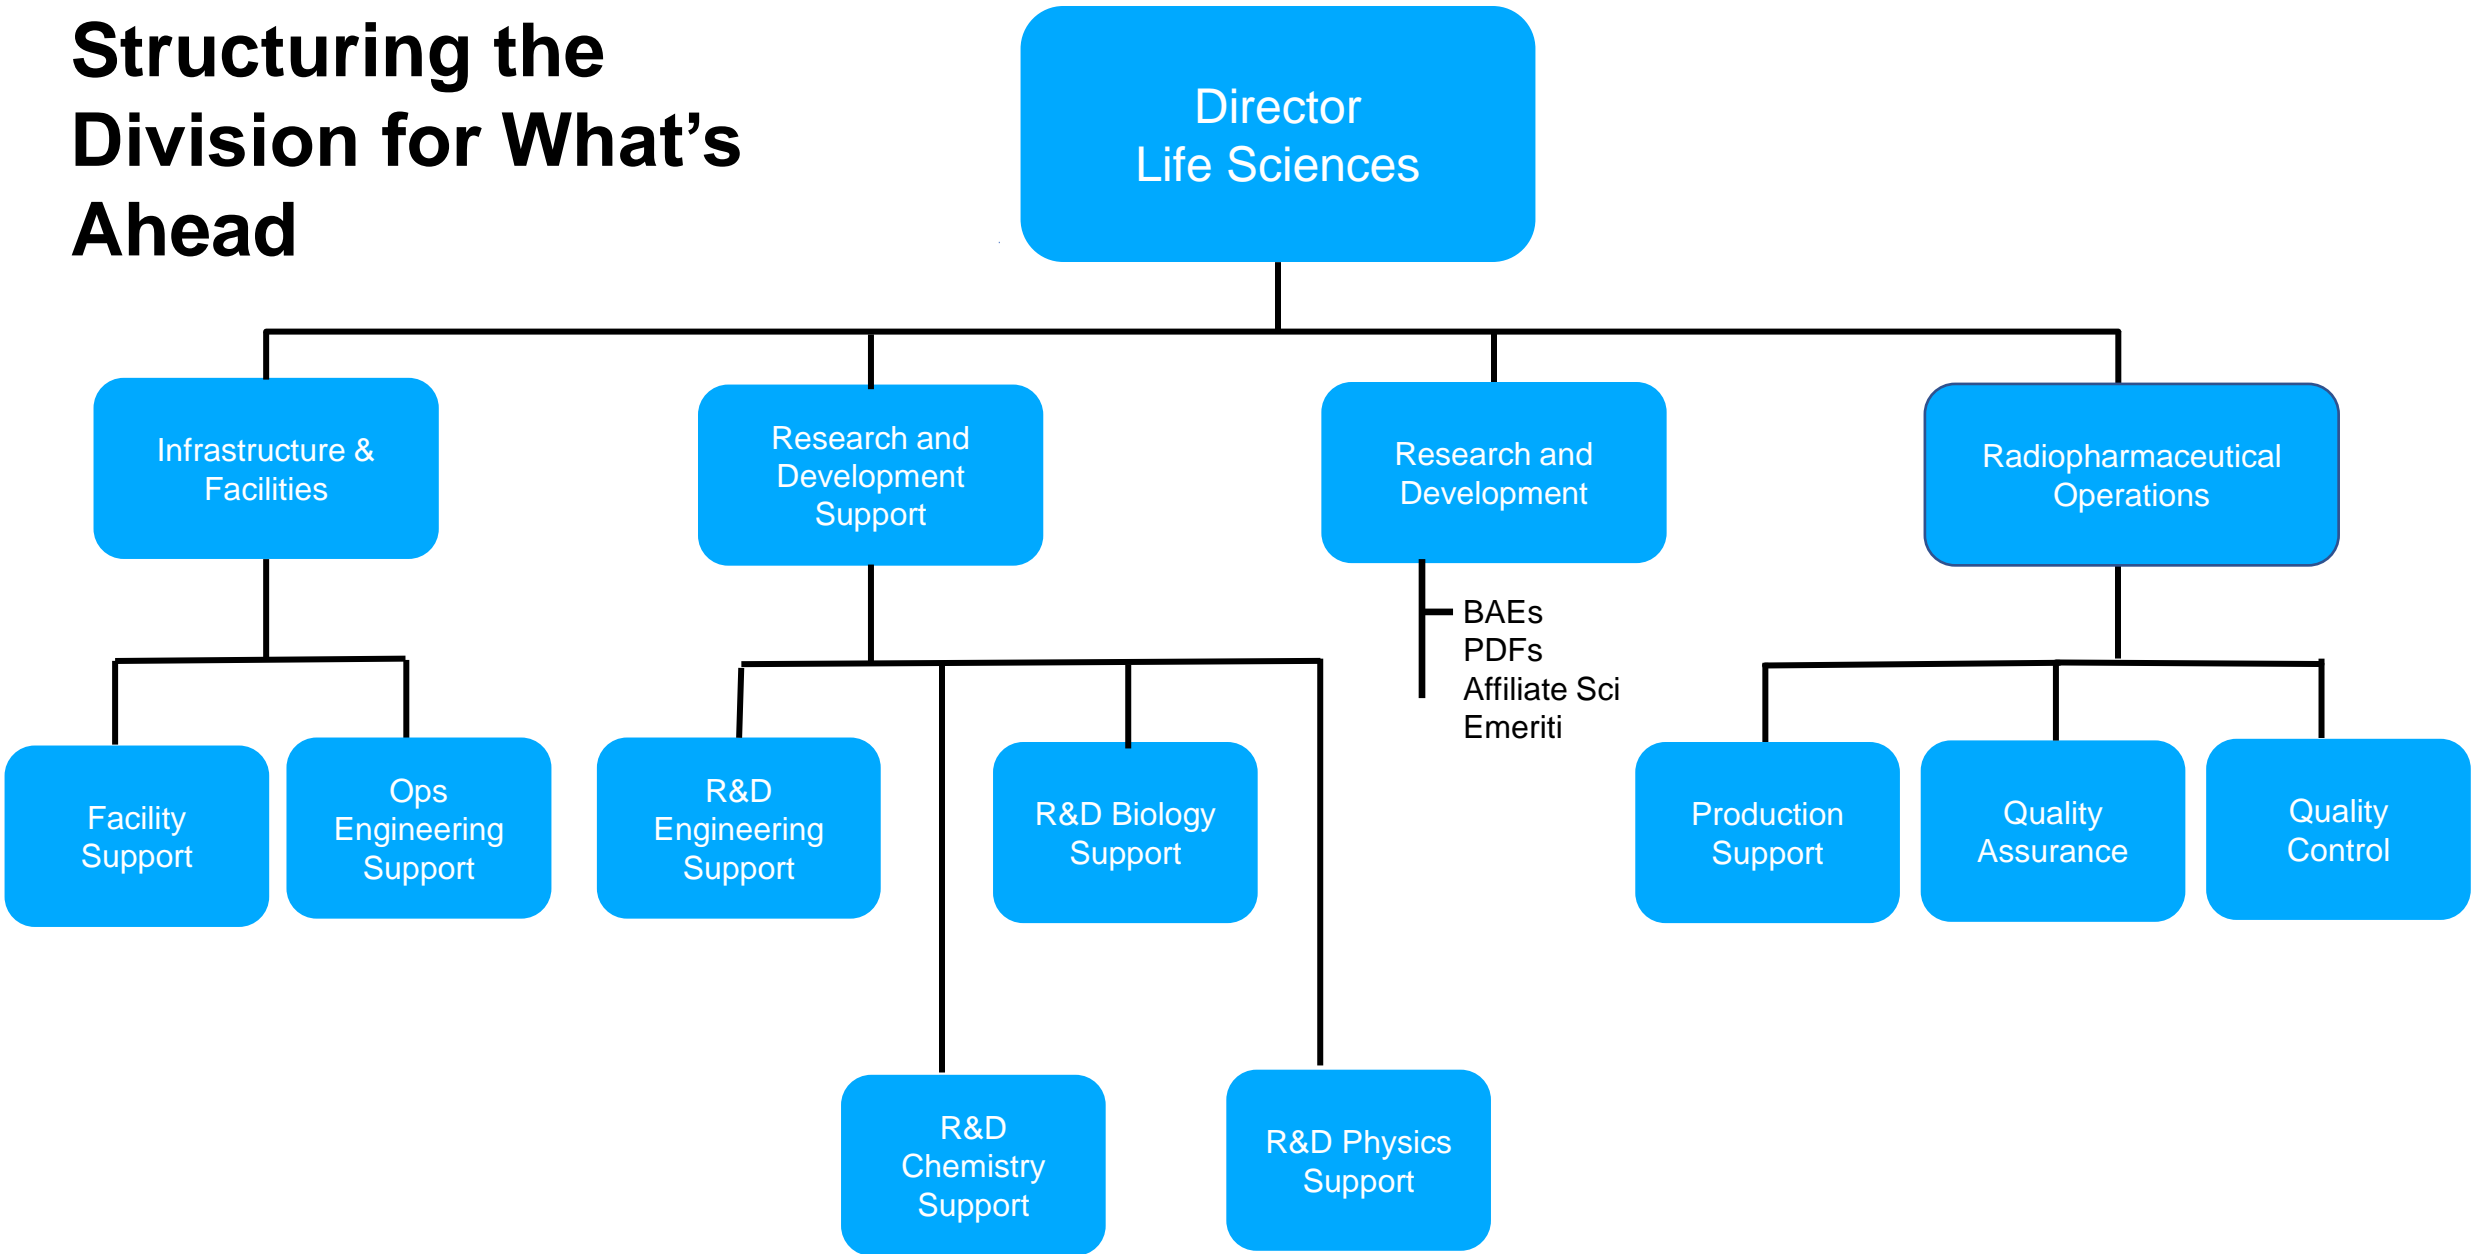 Structuring the
Division for What’s
Ahead
Director
Life Sciences
Infrastructure &
Facilities
Research and
Development
Support
Research and
Development
Radiopharmaceutical
Operations
BAEs
PDFs
Affiliate Sci
Emeriti
Facility
Support
Ops
Engineering
Support
R&D
Engineering
Support
R&D Biology
Support
Production
Support
Quality
Assurance
Quality
Control
R&D
Chemistry
Support
R&D Physics
Support